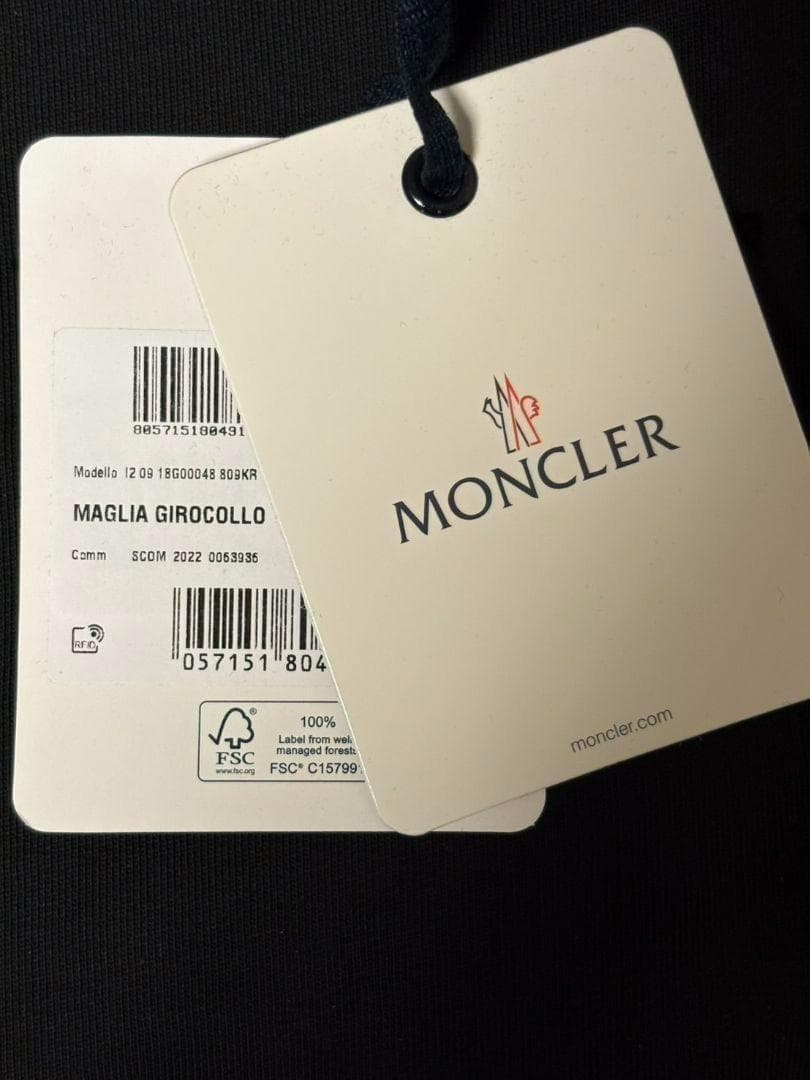 805715180491
Modello I2 09 18G00048 809KR
MAGLIA GIROCOLLO
Comm SCOM 2022 0063936
RFID
057151 804
FSC®
www.fsc.org
100%
Label from well
managed forests
FSC® C15799
MONCLER
moncler.com